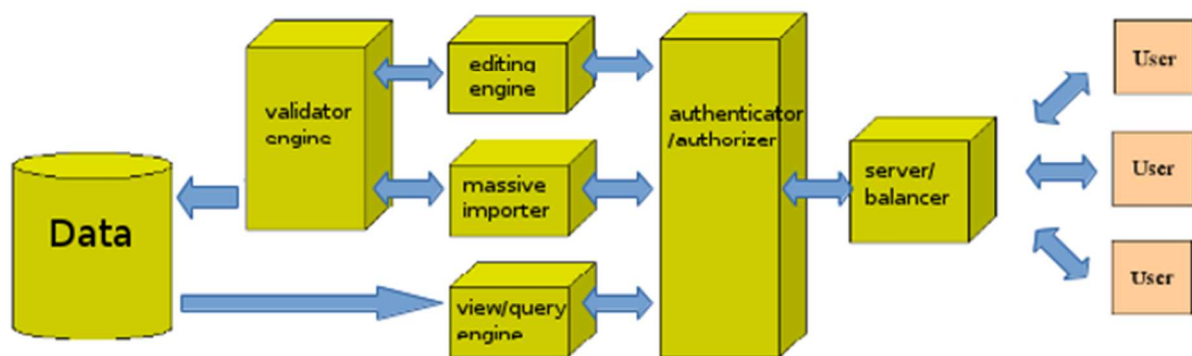 Data
validator
engine
editing
engine
massive
importer
view/query
engine
authenticator
/authorizer
server/
balancer
User
User
User